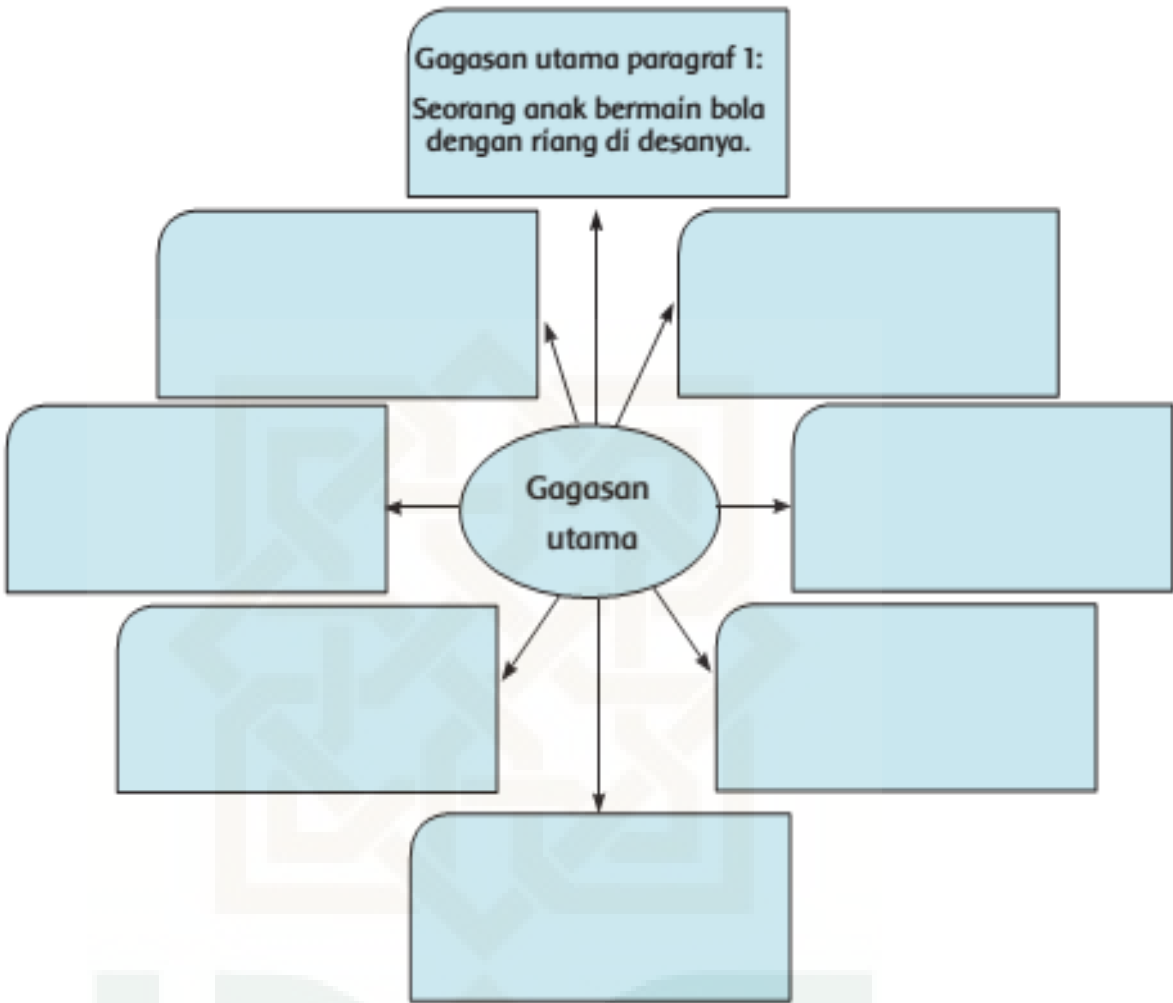 Gagasan utama paragraf 1:
Seorang anak bermain bola
dengan riang di desanya.
Gagasan
utama